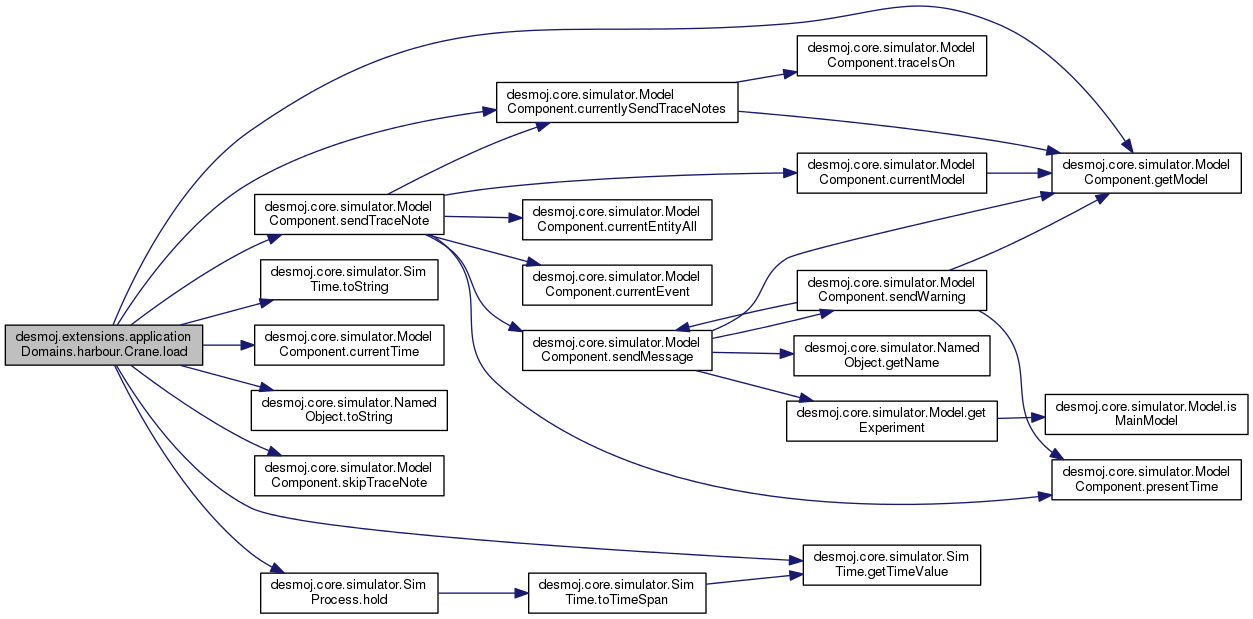 desmoj.core.simulator.Model
Component.traceIsOn
desmoj.core.simulator.Model
Component.currentlySendTraceNotes
desmoj.core.simulator.Model
Component.currentModel
desmoj.core.simulator.Model
Component.getModel
desmoj.core.simulator.Model
Component.sendTraceNote
desmoj.core.simulator.Model
Component.currentEntityAll
desmoj.core.simulator.Sim
Time.toString
desmoj.core.simulator.Model
Component.currentEvent
desmoj.core.simulator.Model
Component.sendWarning
desmoj.extensions.application
Domains.harbour.Crane.load
desmoj.core.simulator.Model
Component.currentTime
desmoj.core.simulator.Model
Component.sendMessage
desmoj.core.simulator.Named
Object.getName
desmoj.core.simulator.Named
Object.toString
desmoj.core.simulator.Model.get
Experiment
desmoj.core.simulator.Model.is
MainModel
desmoj.core.simulator.Model
Component.skipTraceNote
desmoj.core.simulator.Model
Component.presentTime
desmoj.core.simulator.Sim
Time.getTimeValue
desmoj.core.simulator.Sim
Process.hold
desmoj.core.simulator.Sim
Time.toTimeSpan